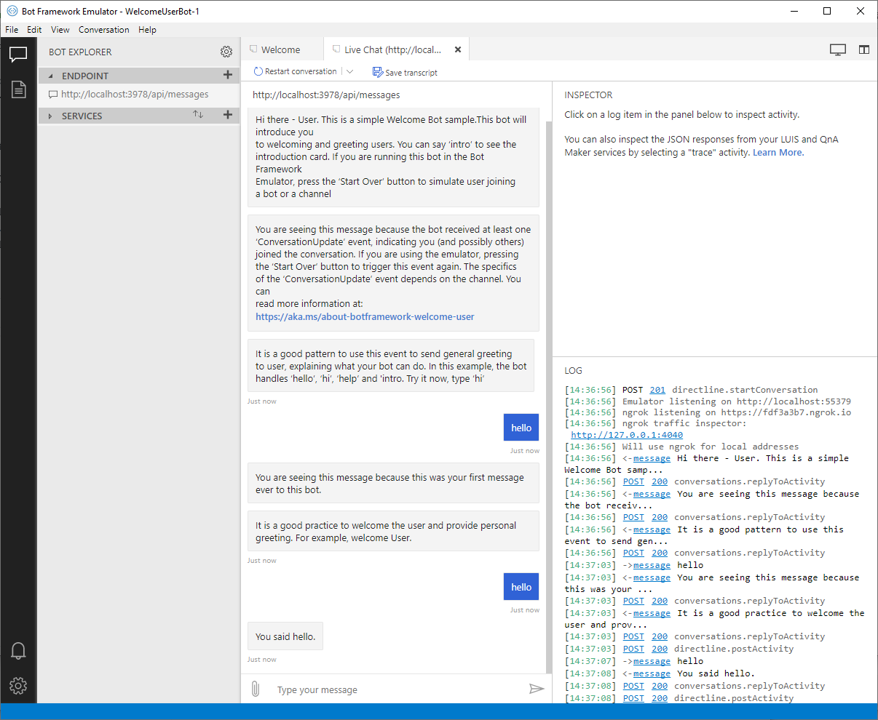 Bot Framework Emulator - WelcomeUserBot-1
File Edit View Conversation Help
BOT EXPLORER
ENDPOINT
http://localhost:3978/api/messages
SERVICES
Welcome
Live Chat (http://local...
Restart conversation
Save transcript
http://localhost:3978/api/messages
Hi there - User. This is a simple Welcome Bot sample.This bot will
introduce you
to welcoming and greeting users. You can say 'intro' to see the
introduction card. If you are running this bot in the Bot
Framework
Emulator, press the 'Start Over' button to simulate user joining
a bot or a channel
You are seeing this message because the bot received at least one
'ConversationUpdate' event, indicating you (and possibly others)
joined the conversation. If you are using the emulator, pressing
the 'Start Over' button to trigger this event again. The specifics
of the 'ConversationUpdate' event depends on the channel. You
can
read more information at:
https://aka.ms/about-botframework-welcome-user
It is a good pattern to use this event to send general greeting
to user, explaining what your bot can do. In this example, the bot
handles 'hello', 'hi', 'help' and 'intro. Try it now, type 'hi'
Just now
hello
Just now
You are seeing this message because this was your first message
ever to this bot.
It is a good practice to welcome the user and provide personal
greeting. For example, welcome User.
Just now
hello
Just now
You said hello.
Just now
Type your message
INSPECTOR
Click on a log item in the panel below to inspect activity.
You can also inspect the JSON responses from your LUIS and QnA
Maker services by selecting a "trace" activity. Learn More.
LOG
[14:36:56] POST 201 directline.startConversation
[14:36:56] Emulator listening on http://localhost:55379
[14:36:56] ngrok listening on https://fdf3a3b7.ngrok.io
[14:36:56] ngrok traffic inspector:
http://127.0.0.1:4040
[14:36:56] Will use ngrok for local addresses
[14:36:56] <-message Hi there - User. This is a simple
Welcome Bot samp...
[14:36:56] POST 200 conversations.replyToActivity
[14:36:56] <-message You are seeing this message because
the bot receiv...
[14:36:56] POST 200 conversations.replyToActivity
[14:36:56] <-message It is a good pattern to use this
event to send gen...
[14:36:56] POST 200 conversations.replyToActivity
[14:37:03] ->message hello
[14:37:03] <-message You are seeing this message because
this was your ...
[14:37:03] POST 200 conversations.replyToActivity
[14:37:03] <-message It is a good practice to welcome the
user and prov...
[14:37:03] POST 200 conversations.replyToActivity
[14:37:03] POST 200 directline.postActivity
[14:37:07] ->message hello
[14:37:08] <-message You said hello.
[14:37:08] POST 200 conversations.replyToActivity
[14:37:08] POST 200 directline.postActivity